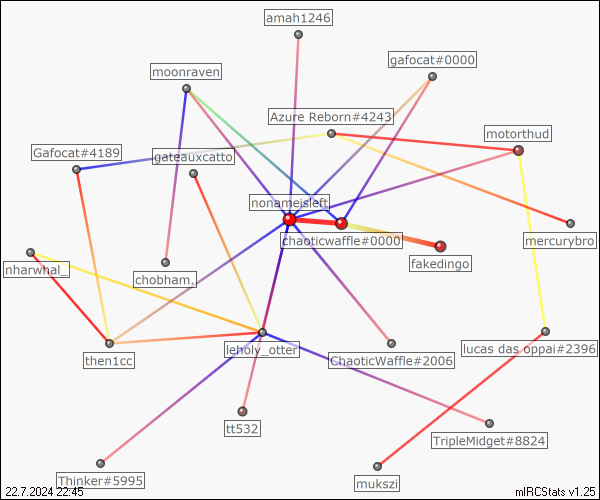 amah1246
gafocat#0000
moonraven
Azure Reborn#4243
motorthud
Gafocat#4189
gateauxcatto
nonamejsleft
chaoticwaffle#0000
mercurybro
fakedingo
nharwhal_
chobham.
then1cc
leholy_otter
ChaoticWaffle#2006
lucas das oppai#2396
tt532
TripleMidget#8824
Thinker#5995
mukszi
22.7.2024 22:45
mIRCStats v1.25